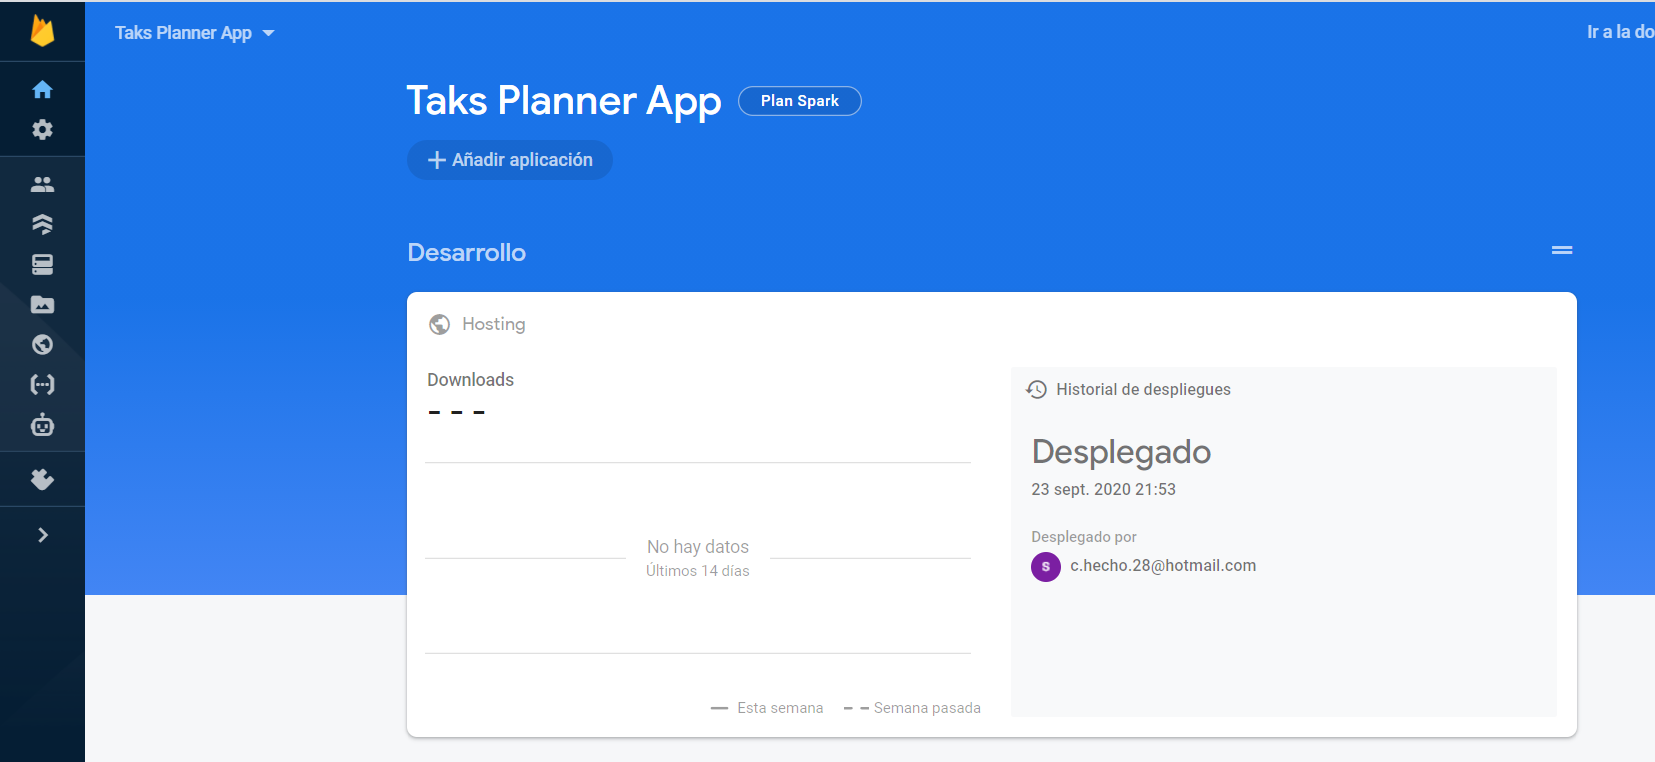 Taks Planner App
Ir a la do
Taks Planner App
Plan Spark
Añadir aplicación
Desarrollo
Hosting
Downloads
- - -
No hay datos
Últimos 14 días
Esta semana
Semana pasada
Historial de despliegues
Desplegado
23 sept. 2020 21:53
Desplegado por
S
c.hecho.28@hotmail.com